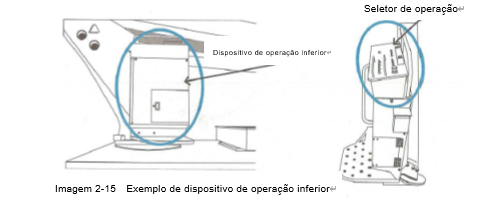 Seletor de operação
Dispositivo de operação inferior
Imagem 2-15 Exemplo de dispositivo de operação inferior